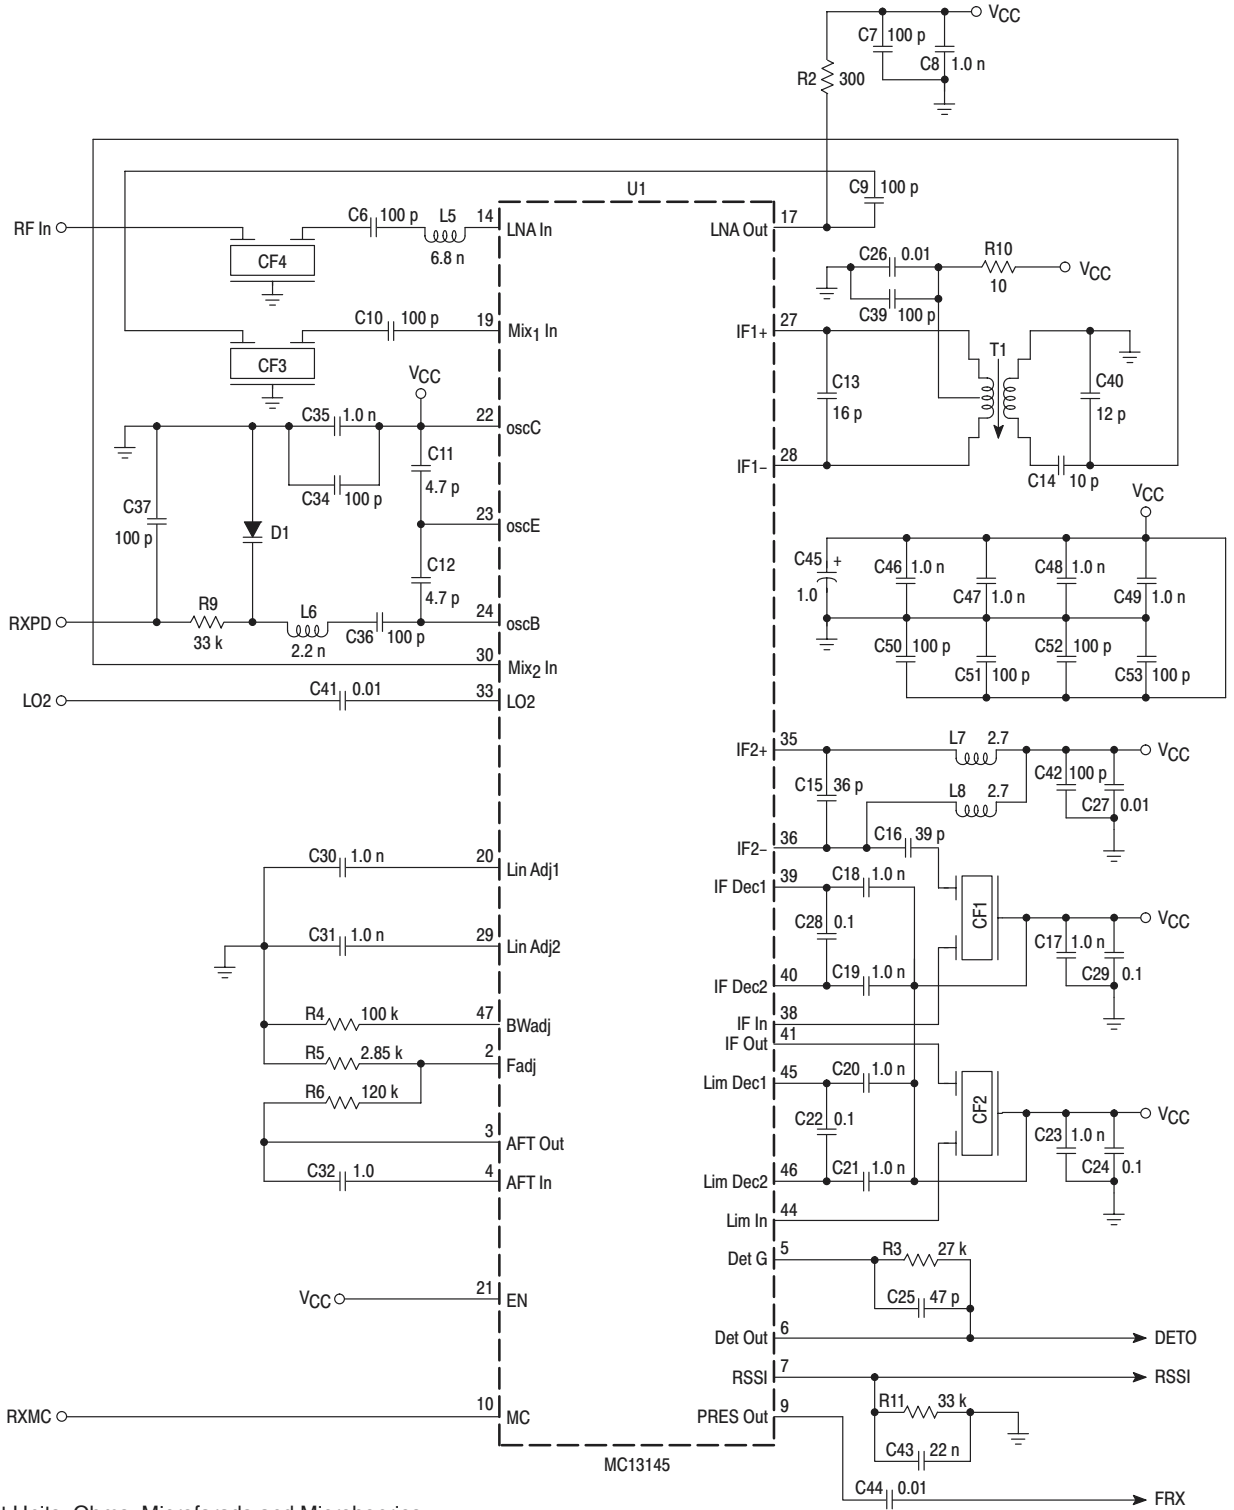 VCC
C7 100 p
C8 1.0 n
R2 300
C9 100 p
U1
RF In
C6 100 p
L5
6.8 n
14
LNA In
LNA Out
17
CF4
C26 0.01
R10
10
VCC
C39 100 p
C10 100 p
19
Mix1 In
IF1+
27
CF3
T1
C13
16 p
C40
12 p
VCC
C35 1.0 n
22
oscC
C11
4.7 p
IF1–
28
C14 10 p
C34 100 p
C37
100 p
D1
23
oscE
VCC
C12
4.7 p
C45 +
1.0
C46 1.0 n
C47 1.0 n
C48 1.0 n
C49 1.0 n
R9
33 k
L6
2.2 n
C36 100 p
24
oscB
RXPD
C50 100 p
C51 100 p
C52 100 p
C53 100 p
30
Mix2 In
LO2
C41 0.01
33
LO2
IF2+
35
L7 2.7
VCC
C15 36 p
L8 2.7
C42 100 p
C27 0.01
IF2–
36
C16 39 p
C30 1.0 n
20
Lin Adj1
IF Dec1
39
C18 1.0 n
C28 0.1
CF1
VCC
C17 1.0 n
C29 0.1
C31 1.0 n
29
Lin Adj2
IF Dec2
40
C19 1.0 n
R4 100 k
47
BWadj
IF In
38
IF Out
41
R5 2.85 k
2
Fadj
R6 120 k
Lim Dec1
45
C20 1.0 n
C22 0.1
CF2
VCC
C23 1.0 n
C24 0.1
3
AFT Out
C32 1.0
4
AFT In
Lim Dec2
46
C21 1.0 n
Lim In
44
Det G
5
R3 27 k
C25 47 p
VCC
21
EN
Det Out
6
DETO
RSSI
7
RSSI
RXMC
10
MC
PRES Out
9
R11 33 k
C43 22 n
MC13145
C44 0.01
FRX